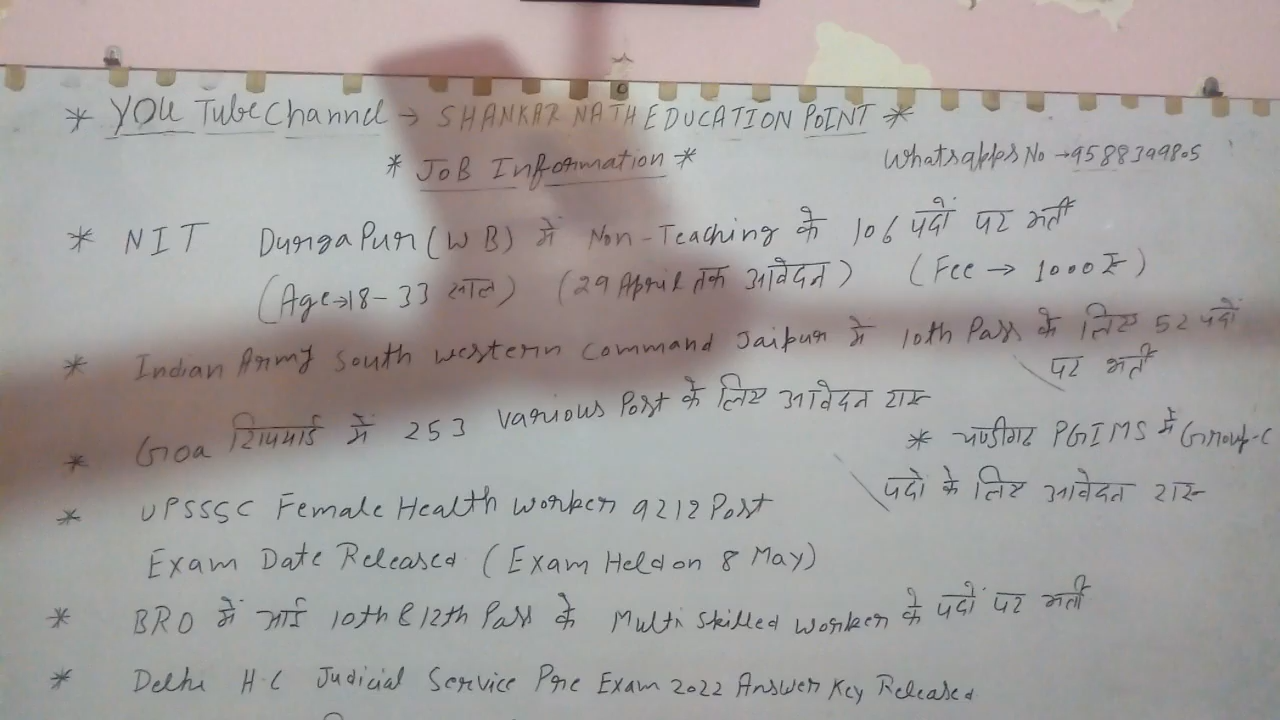 * YOU Tube Channel → SHANKAR NATH EDUCATION POINT *
* JoB Information *
Whatsapps No → 9588399805
* NIT DurgaPur (W B) में Non-Teaching के 106 पदों पर भर्ती
(Age→18-33 साल) (29 April तक आवेदन) (Fee → 1000 रु)
* Indian Army South western Command Jaipur मे 10th Pass के लिए 52 पदों
पर भर्ती
* Goa में 253 various Post के लिए आवेदन शुरू
* चण्डीगढ PGIMS में Group-C
पदो के लिए आवेदन शुरू
* UPSSSC Female Health Worker 9212 Post
Exam Date Released (Exam Held on 8 May)
* BRO में आई 10th & 12th Pass के Multi Skilled Worker के पदों पर भर्ती
* Delhi H.C Judicial Service Pre Exam 2022 Answer Key Released